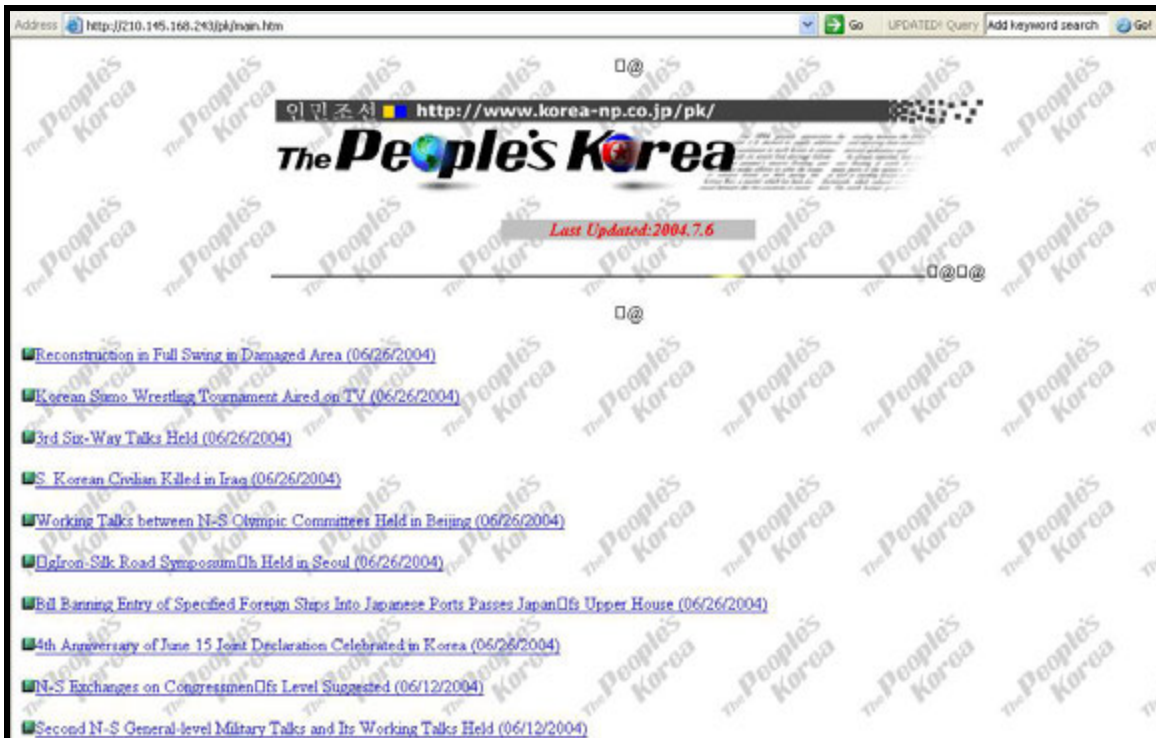 Address http://210.145.168.243/pk/main.htm Go UPDATED! Query Add keyword search Go!
□@
인민조선 http://www.korea-np.co.jp/pk/
The People's Korea
Last Updated:2004.7.6
□@□@
□@
Reconstruction in Full Swing in Damaged Area (06/26/2004)
Korean Sumo Wrestling Tournament Aired on TV (06/26/2004)
3rd Six-Way Talks Held (06/26/2004)
S. Korean Civilian Killed in Iraq (06/26/2004)
Working Talks between N-S Olympic Committees Held in Beijing (06/26/2004)
□gIron-Silk Road Symposum□h Held in Seoul (06/26/2004)
Bill Banning Entry of Specified Foreign Ships Into Japanese Ports Passes Japan□fs Upper House (06/26/2004)
4th Anniversary of June 15 Joint Declaration Celebrated in Korea (06/26/2004)
N-S Exchanges on Congressmen□fs Level Suggested (06/12/2004)
Second N-S General-level Military Talks and Its Working Talks Held (06/12/2004)